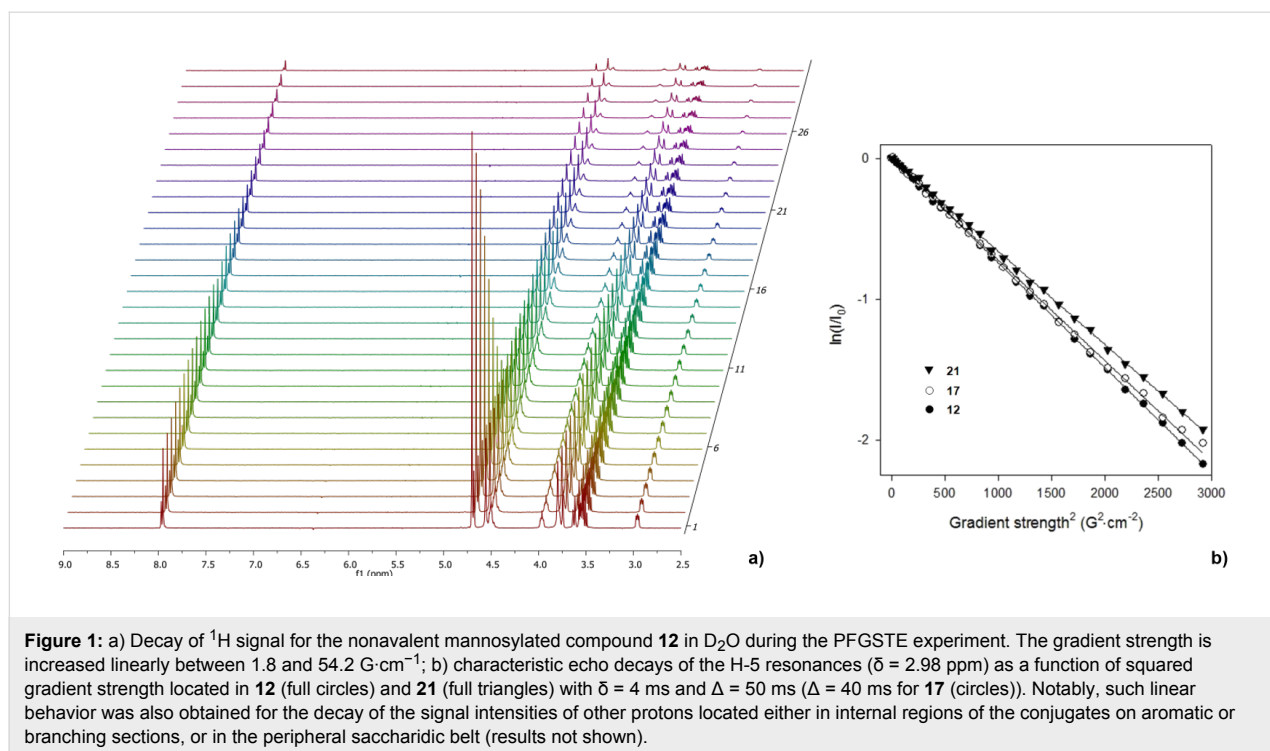 26
21
16
11
6
1
9.0 8.5 8.0 7.5 7.0 6.5 6.0 5.5 5.0 4.5 4.0 3.5 3.0 2.5
f1 (ppm)
a)
0
-1
-2
ln(I/I₀)
21
17
12
0 500 1000 1500 2000 2500 3000
Gradient strength² (G²·cm⁻²)
b)
Figure 1: a) Decay of ¹H signal for the nonavalent mannosylated compound 12 in D₂O during the PFGSTE experiment. The gradient strength is
increased linearly between 1.8 and 54.2 G·cm⁻¹; b) characteristic echo decays of the H-5 resonances (δ = 2.98 ppm) as a function of squared
gradient strength located in 12 (full circles) and 21 (full triangles) with δ = 4 ms and Δ = 50 ms (Δ = 40 ms for 17 (circles)). Notably, such linear
behavior was also obtained for the decay of the signal intensities of other protons located either in internal regions of the conjugates on aromatic or
branching sections, or in the peripheral saccharidic belt (results not shown).